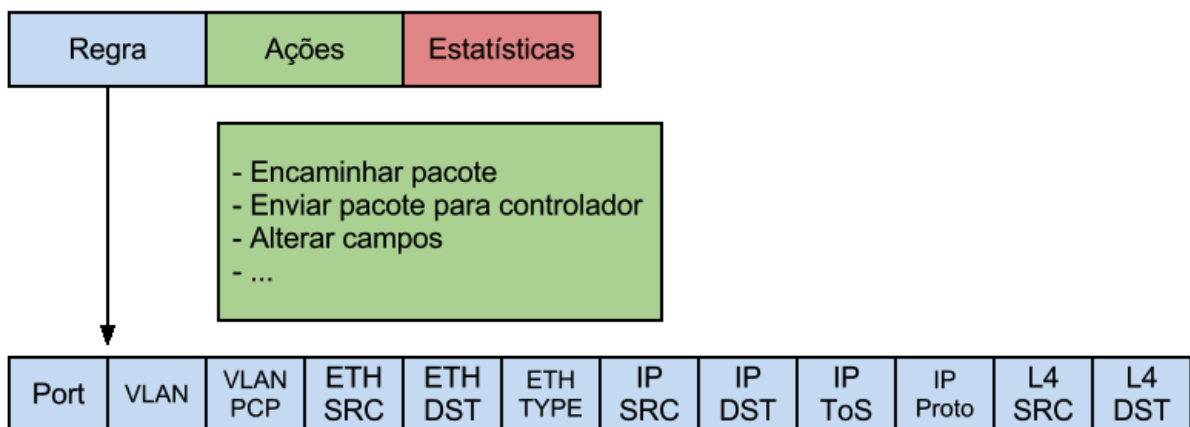 Regra
Ações
Estatísticas
- Encaminhar pacote
- Enviar pacote para controlador
- Alterar campos
- ...
Port
VLAN
VLAN
PCP
ETH
SRC
ETH
DST
ETH
TYPE
IP
SRC
IP
DST
IP
ToS
IP
Proto
L4
SRC
L4
DST